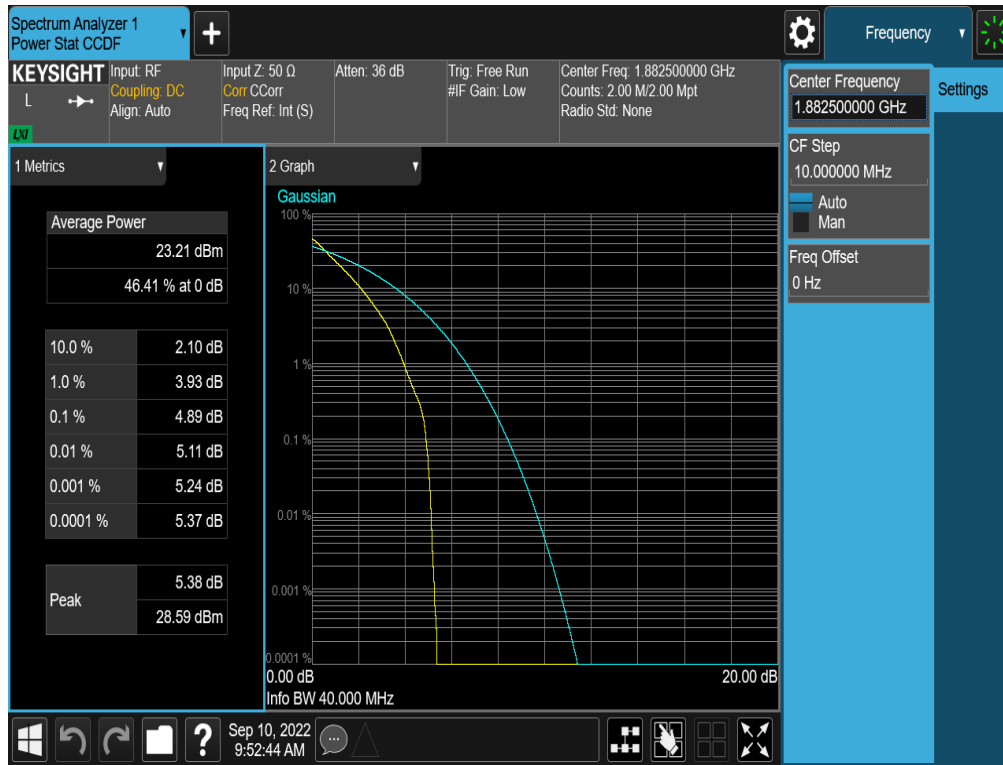 Spectrum Analyzer 1
Power Stat CCDF
+
Frequency
KEYSIGHT
L
LXI
Input: RF
Coupling: DC
Align: Auto
Input Z: 50 Ω
Corr CCorr
Freq Ref: Int (S)
Atten: 36 dB
Trig: Free Run
#IF Gain: Low
Center Freq: 1.882500000 GHz
Counts: 2.00 M/2.00 Mpt
Radio Std: None
Center Frequency
1.882500000 GHz
Settings
CF Step
10.000000 MHz
Auto
Man
Freq Offset
0 Hz
1 Metrics
Average Power
23.21 dBm
46.41 % at 0 dB
10.0 % 2.10 dB
1.0 % 3.93 dB
0.1 % 4.89 dB
0.01 % 5.11 dB
0.001 % 5.24 dB
0.0001 % 5.37 dB
Peak
5.38 dB
28.59 dBm
2 Graph
Gaussian
100 %
10 %
1 %
0.1 %
0.01 %
0.001 %
0.0001 %
0.00 dB 20.00 dB
Info BW 40.000 MHz
?
Sep 10, 2022
9:52:44 AM